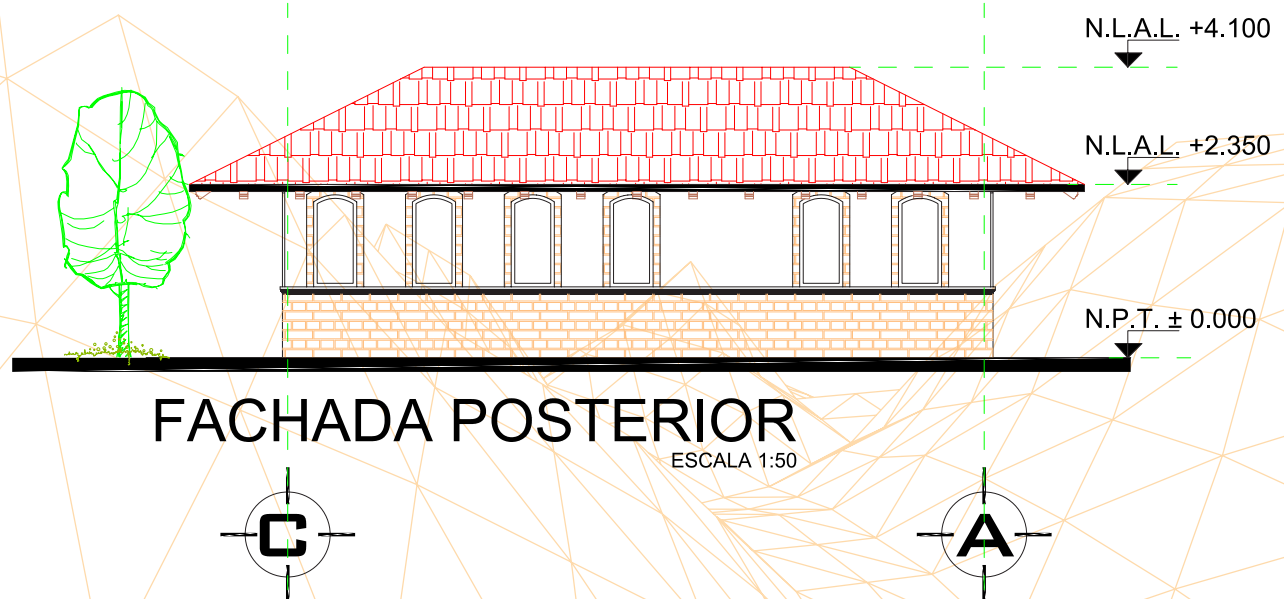 N.L.A.L. +4.100
N.L.A.L. +2.350
N.P.T. ± 0.000
FACHADA POSTERIOR
ESCALA 1:50
C
A